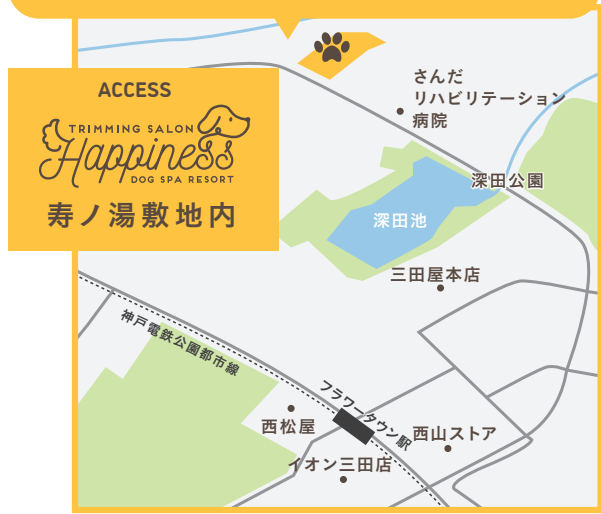 ACCESS
TRIMMING SALON
Happiness
DOG SPA RESORT
寿ノ湯敷地内
さんだ
リハビリテーション
病院
深田公園
深田池
三田屋本店
神戸電鉄公園都市線
フラワータウン駅
西松屋
西山ストア
イオン三田店